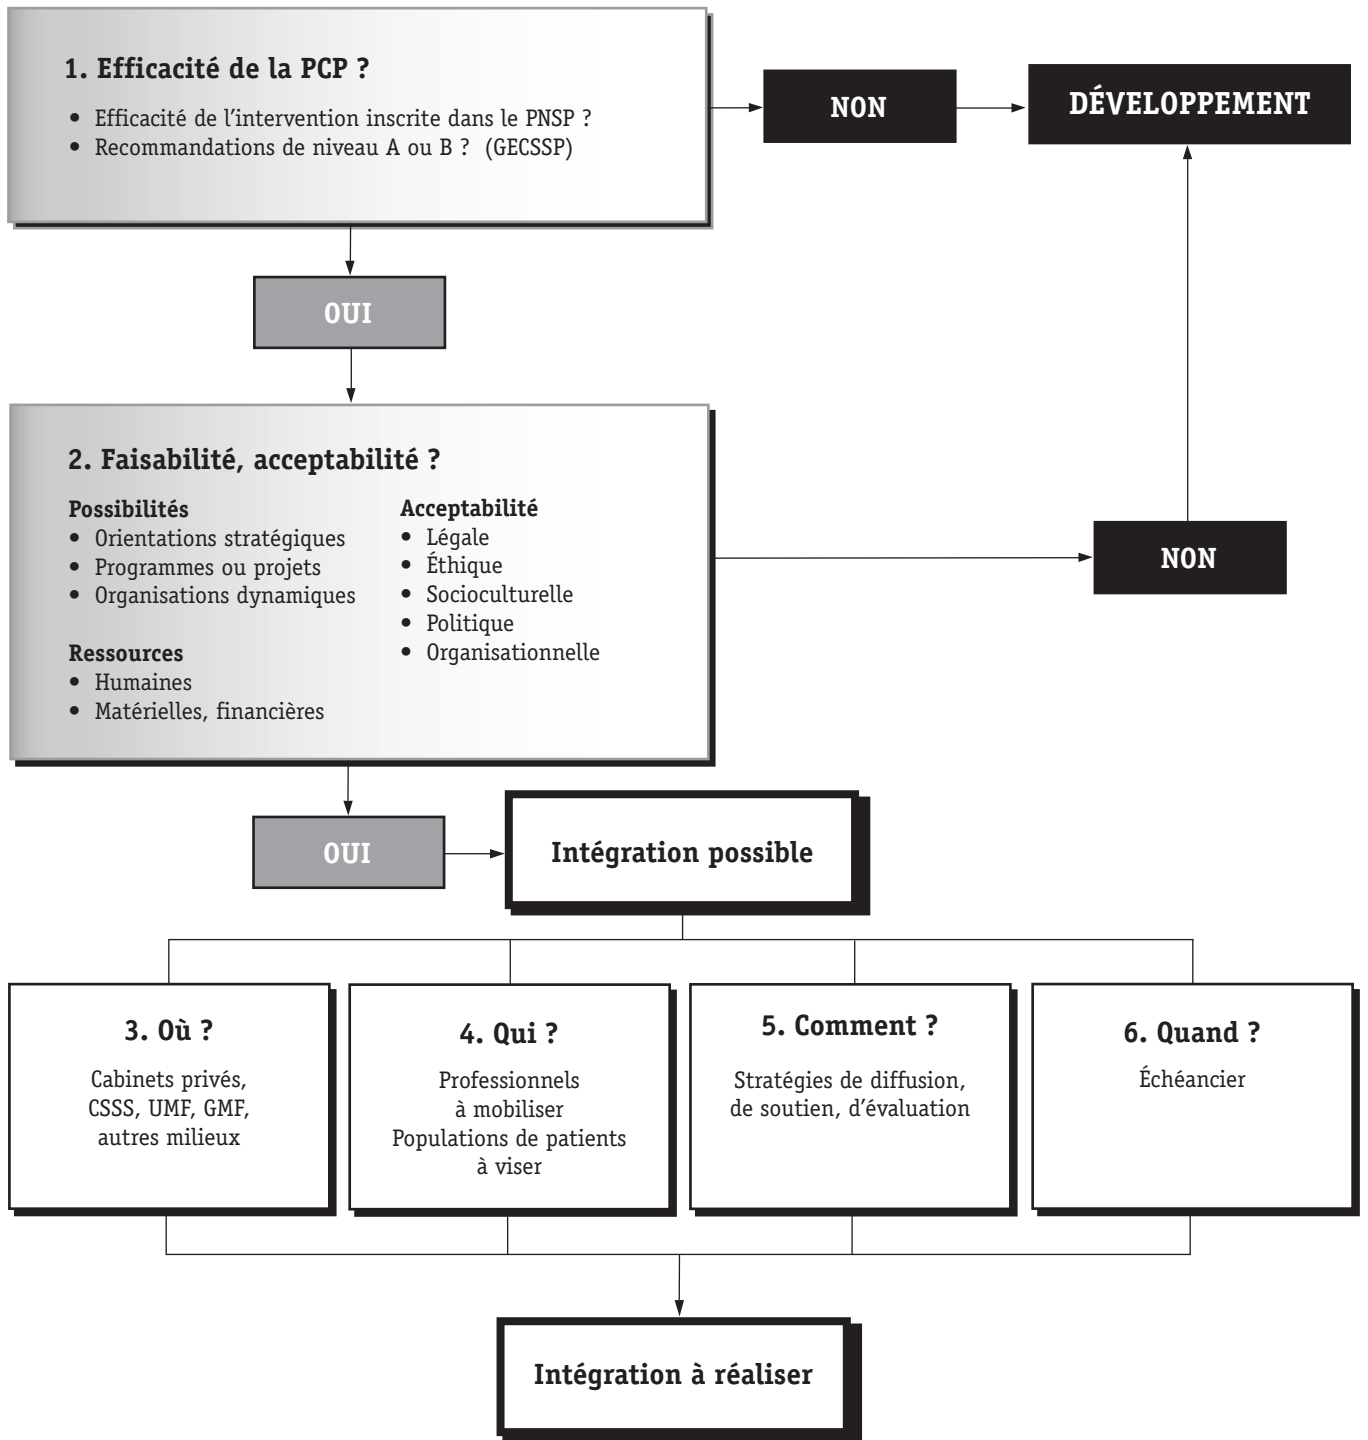 1. Efficacité de la PCP ?
• Efficacité de l'intervention inscrite dans le PNSP ?
• Recommandations de niveau A ou B ? (GECSSP)
NON
DÉVELOPPEMENT
OUI
2. Faisabilité, acceptabilité ?
Possibilités
• Orientations stratégiques
• Programmes ou projets
• Organisations dynamiques
Ressources
• Humaines
• Matérielles, financières
Acceptabilité
• Légale
• Éthique
• Socioculturelle
• Politique
• Organisationnelle
NON
OUI
Intégration possible
3. Où ?
Cabinets privés,
CSSS, UMF, GMF,
autres milieux
4. Qui ?
Professionnels
à mobiliser
Populations de patients
à viser
5. Comment ?
Stratégies de diffusion,
de soutien, d'évaluation
6. Quand ?
Échéancier
Intégration à réaliser